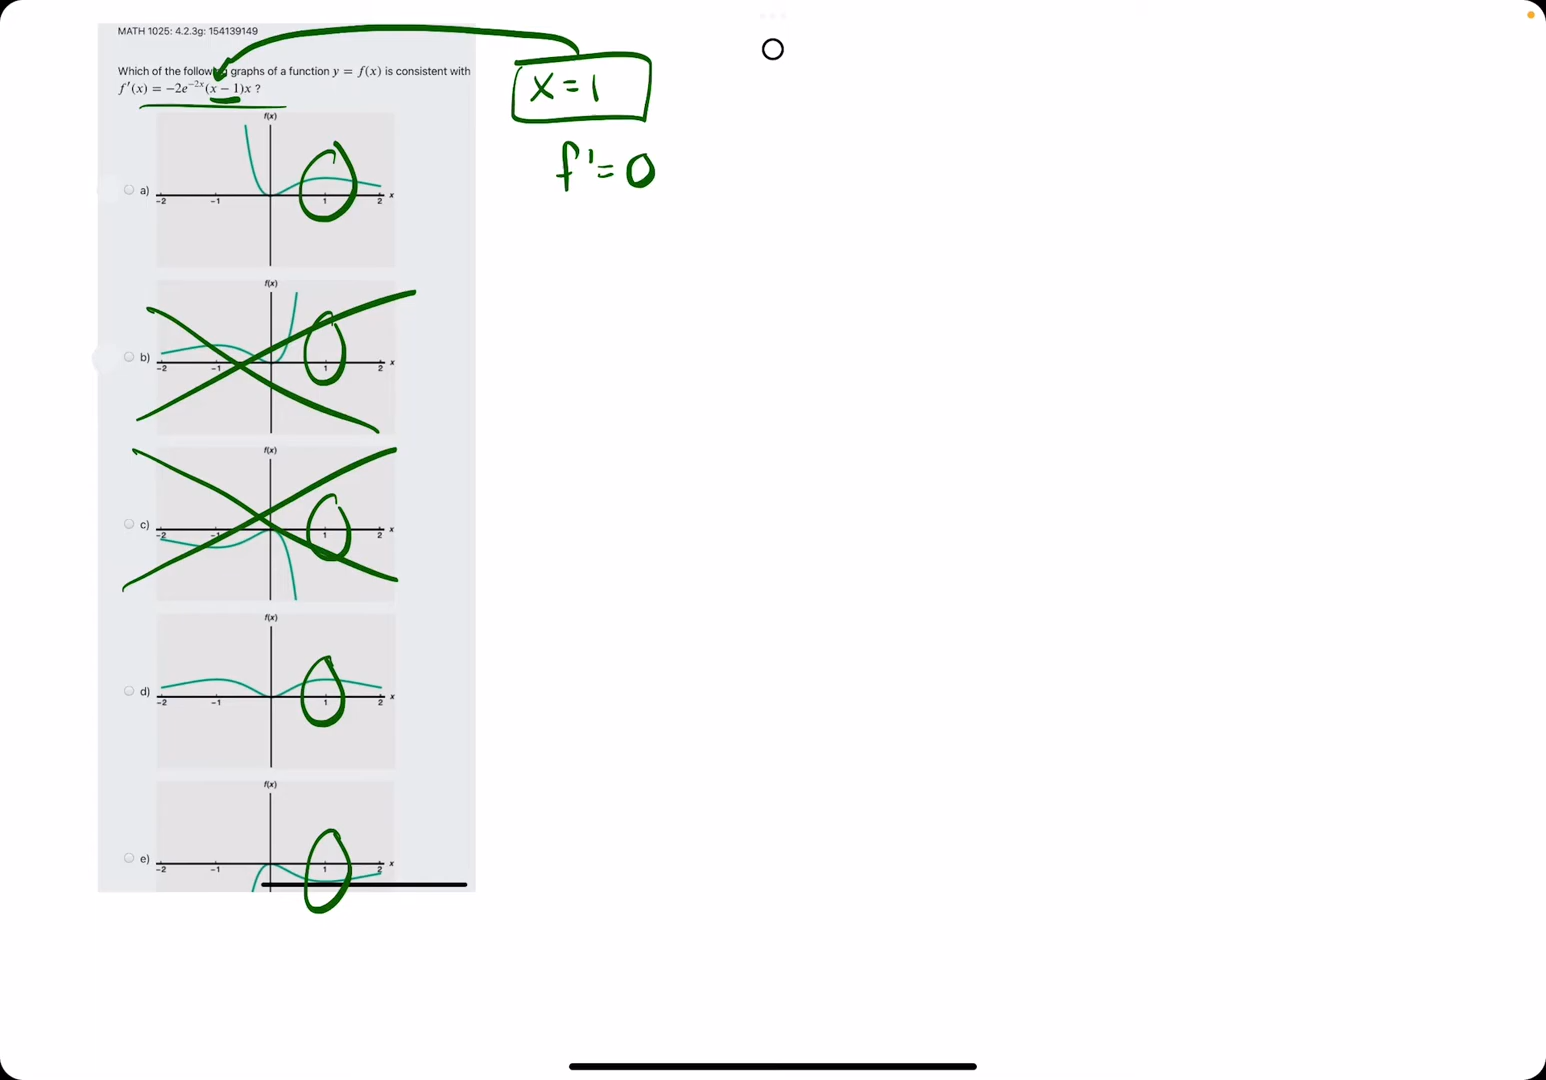 MATH 1025: 4.2.3g: 154139149
Which of the following graphs of a function y = f(x) is consistent with
f′(x) = −2e^{−2x}(x − 1)x ?
x = 1
f' = 0
f(x)
a) −2 −1 1 2 x
f(x)
b) −2 −1 1 2 x
f(x)
c) −2 −1 1 2 x
f(x)
d) −2 −1 1 2 x
f(x)
e) −2 −1 1 2 x